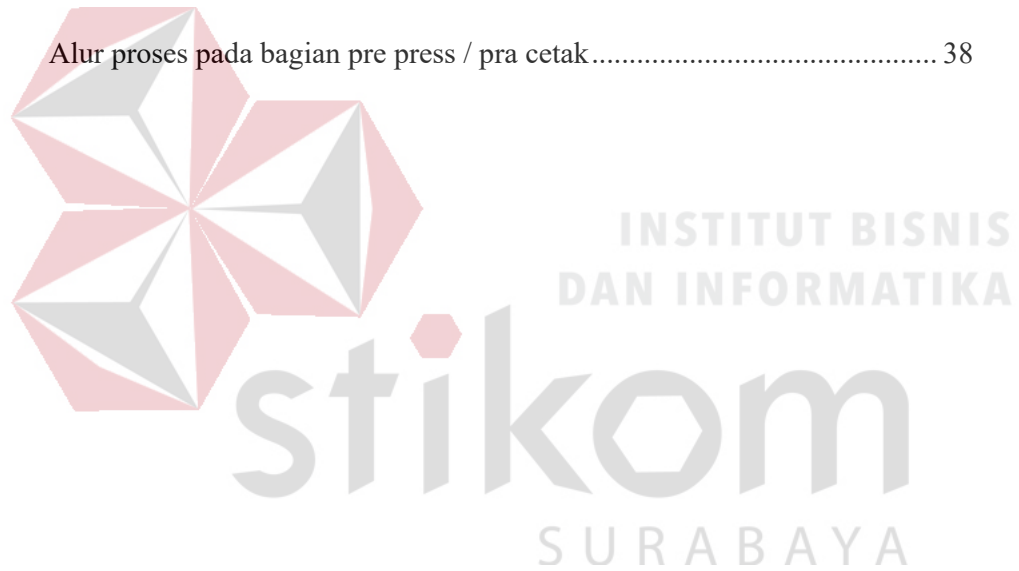 Alur proses pada bagian pre press / pra cetak.............................................. 38
INSTITUT BISNIS
DAN INFORMATIKA
stikom
SURABAYA